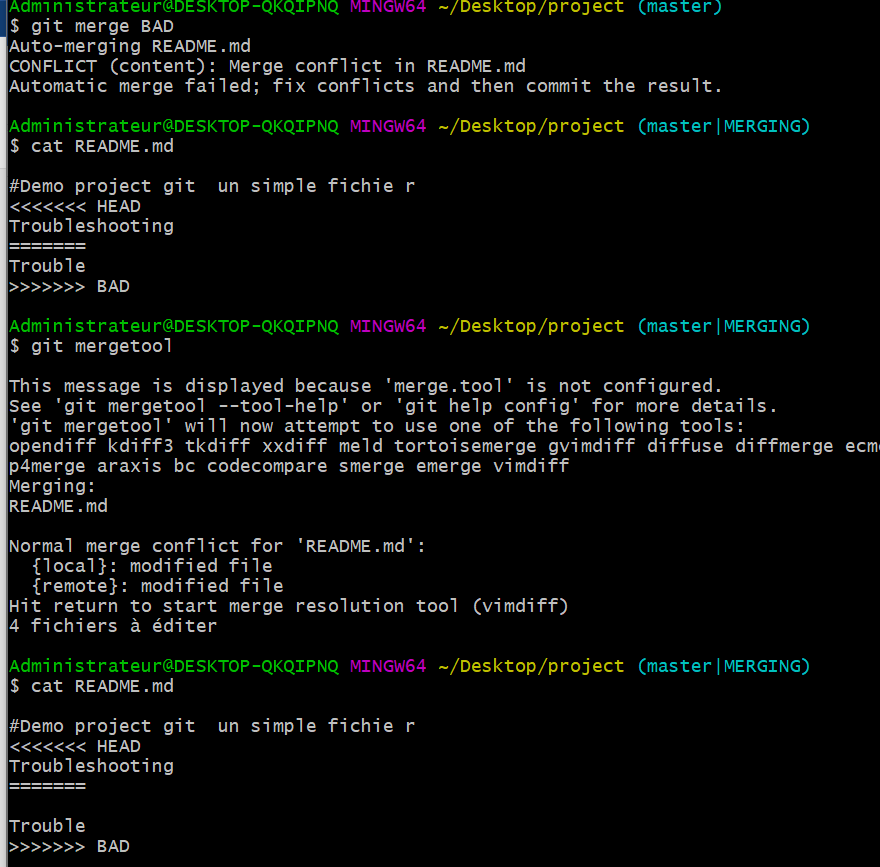 Administrateur@DESKTOP-QKQIPNQ MINGW64 ~/Desktop/project (master)
$ git merge BAD
Auto-merging README.md
CONFLICT (content): Merge conflict in README.md
Automatic merge failed; fix conflicts and then commit the result.
Administrateur@DESKTOP-QKQIPNQ MINGW64 ~/Desktop/project (master|MERGING)
$ cat README.md
#Demo project git  un simple fichie r
<<<<<<< HEAD
Troubleshooting
=======
Trouble
>>>>>>> BAD
Administrateur@DESKTOP-QKQIPNQ MINGW64 ~/Desktop/project (master|MERGING)
$ git mergetool
This message is displayed because 'merge.tool' is not configured.
See 'git mergetool --tool-help' or 'git help config' for more details.
'git mergetool' will now attempt to use one of the following tools:
opendiff kdiff3 tkdiff xxdiff meld tortoisemerge gvimdiff diffuse diffmerge
p4merge araxis bc codecompare smerge emerge vimdiff
Merging:
README.md
Normal merge conflict for 'README.md':
  {local}: modified file
  {remote}: modified file
Hit return to start merge resolution tool (vimdiff)
4 fichiers à éditer
Administrateur@DESKTOP-QKQIPNQ MINGW64 ~/Desktop/project (master|MERGING)
$ cat README.md
#Demo project git  un simple fichie r
<<<<<<< HEAD
Troubleshooting
=======
Trouble
>>>>>>> BAD